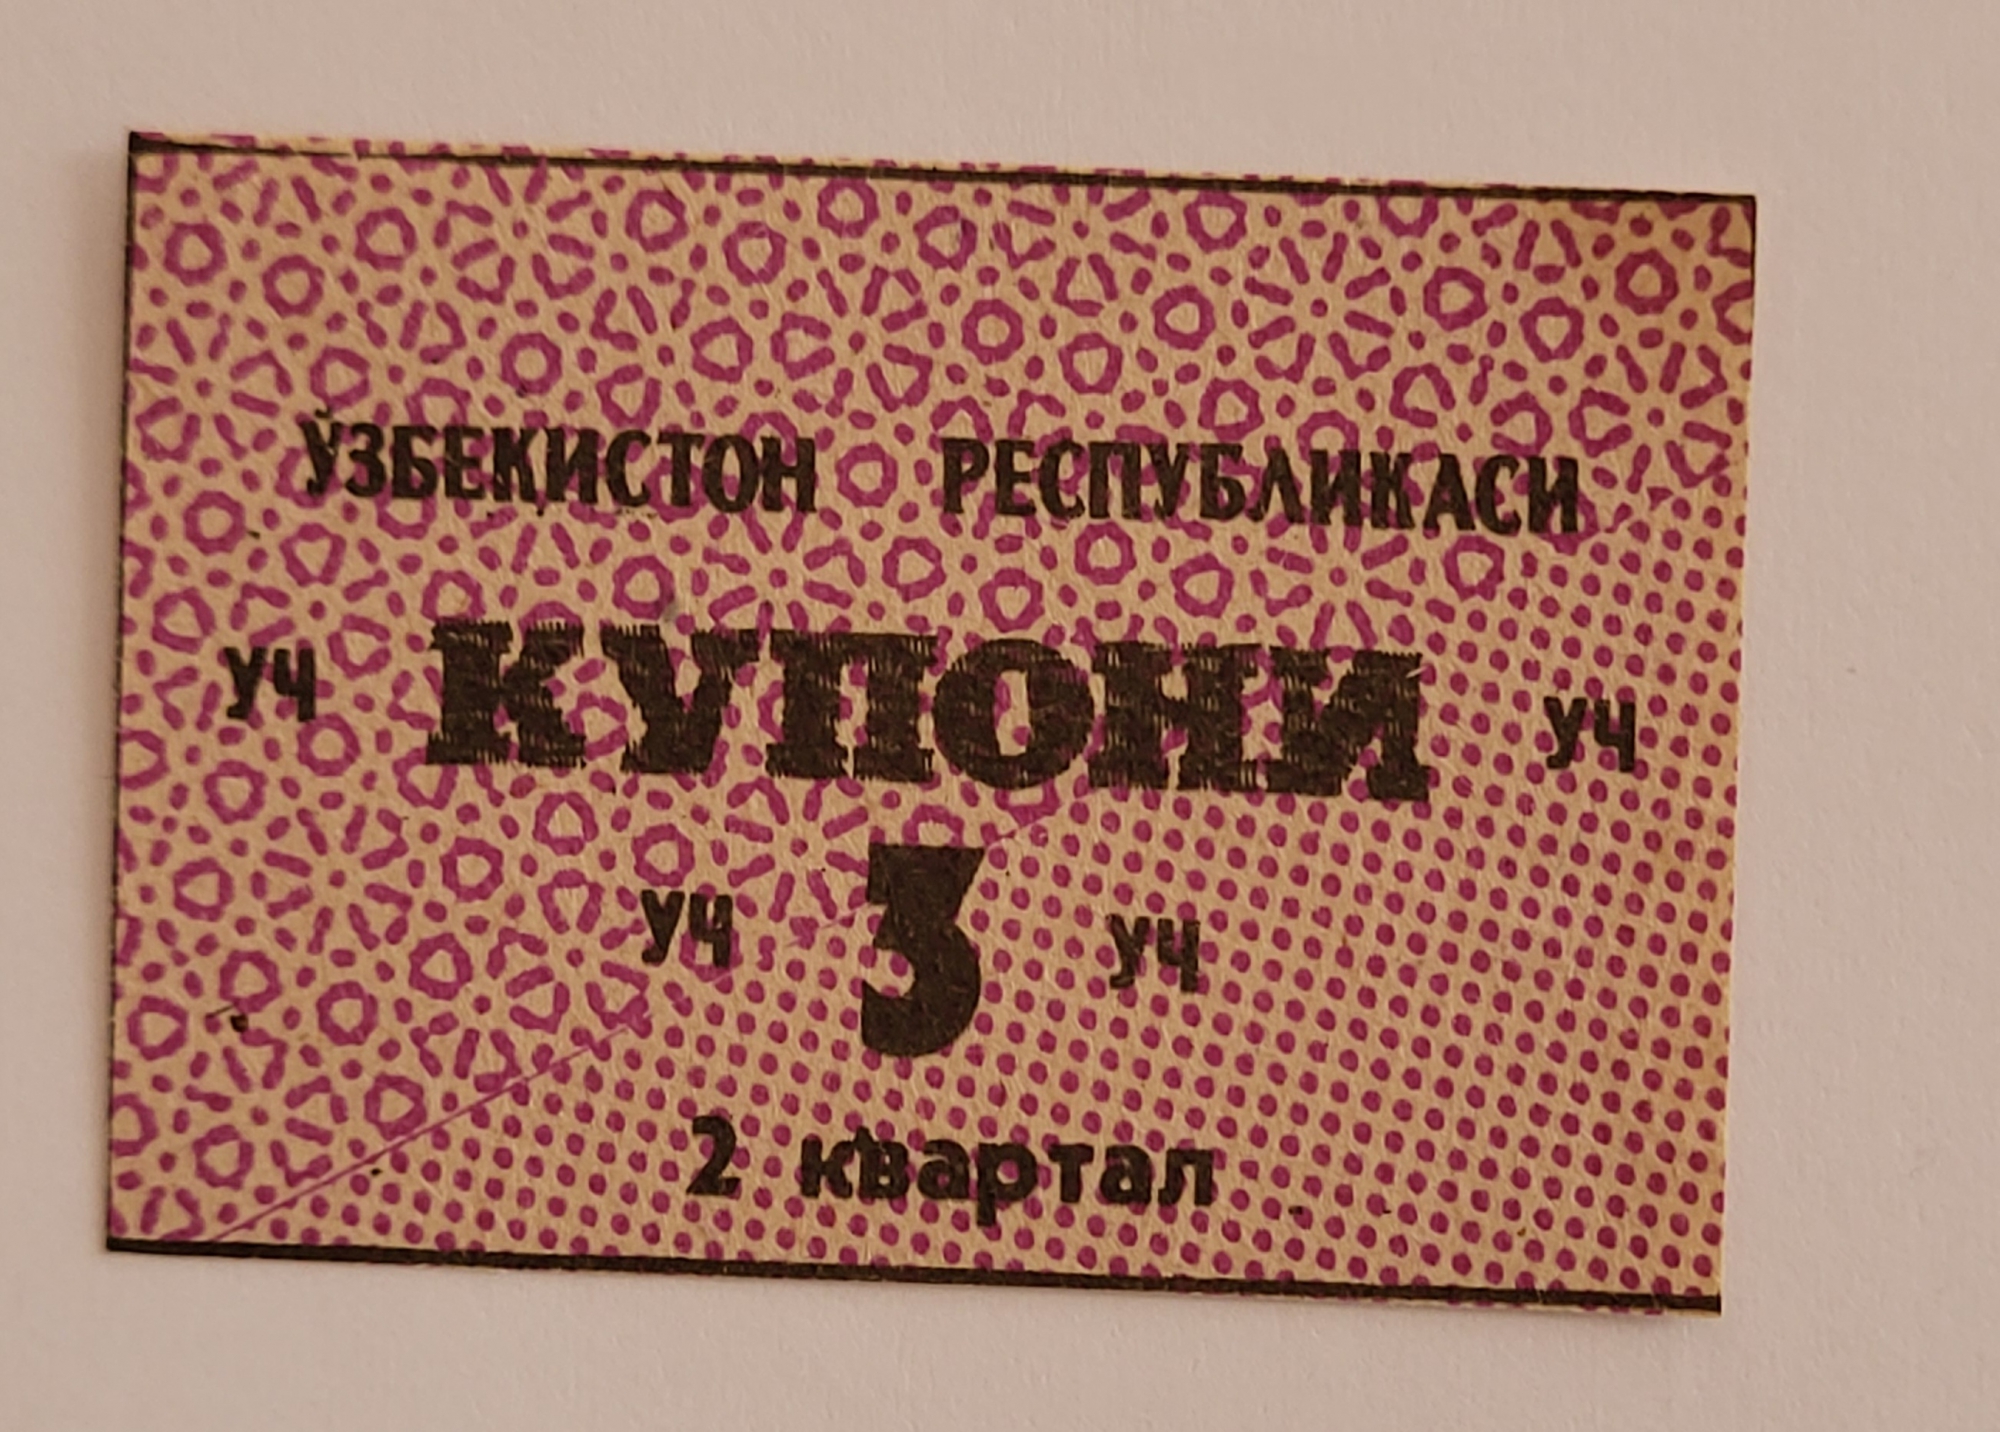 ЎЗБЕКИСТОН РЕСПУБЛИКАСИ
УЧ КУПОНИ УЧ
УЧ 3 УЧ
2 квартал